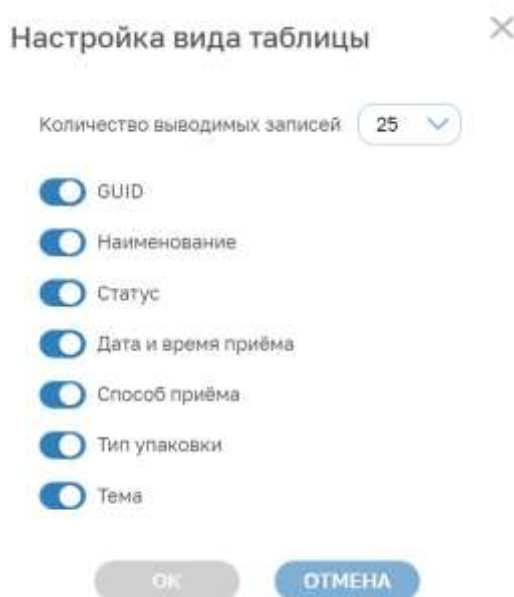 Настройка вида таблицы
Количество выводимых записей 25
GUID
Наименование
Статус
Дата и время приёма
Способ приёма
Тип упаковки
Тема
ОК ОТМЕНА